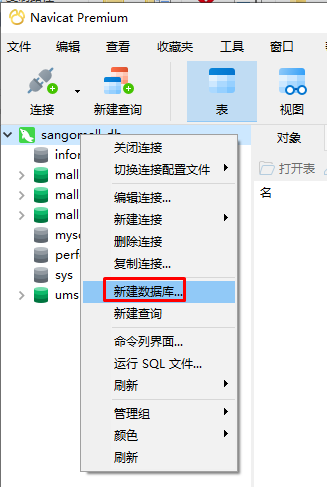 Navicat Premium
文件 编辑 查看 收藏夹 工具 窗口
连接 新建查询 表 视图
sangomall_db
对象
打开表
名
infor
mall
mall
mall
mysc
perfo
sys
ums
关闭连接
切换连接配置文件
编辑连接...
新建连接
删除连接
复制连接...
新建数据库...
新建查询
命令列界面...
运行 SQL 文件...
刷新
管理组
颜色
刷新